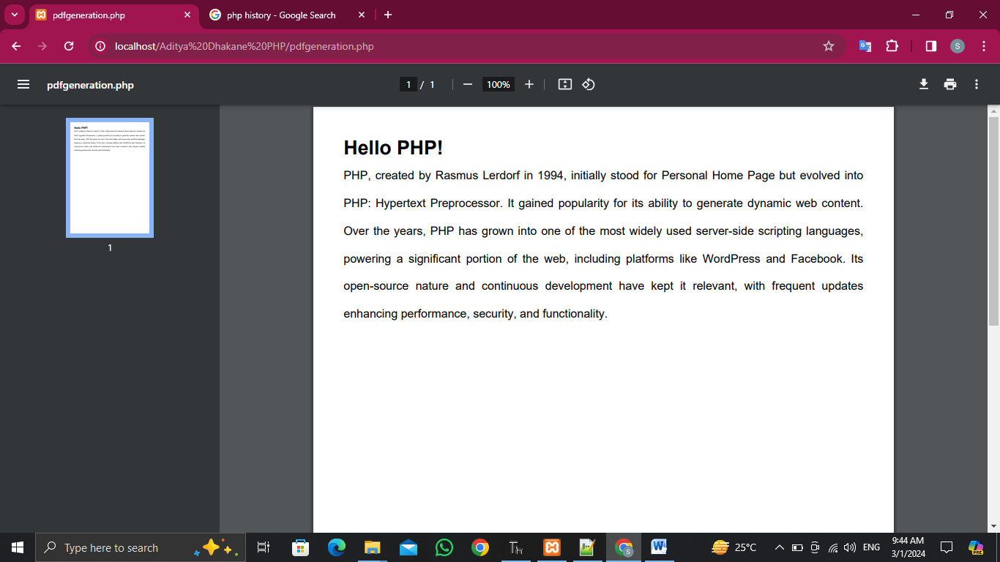 pdfgeneration.php
php history - Google Search
localhost/Aditya%20Dhakane%20PHP/pdfgeneration.php
S
pdfgeneration.php
1 / 1
100%
Hello PHP!
1
Hello PHP!
PHP, created by Rasmus Lerdorf in 1994, initially stood for Personal Home Page but evolved into
PHP: Hypertext Preprocessor. It gained popularity for its ability to generate dynamic web content.
Over the years, PHP has grown into one of the most widely used server-side scripting languages,
powering a significant portion of the web, including platforms like WordPress and Facebook. Its
open-source nature and continuous development have kept it relevant, with frequent updates
enhancing performance, security, and functionality.
Type here to search
25°C
ENG
9:44 AM
3/1/2024
PRE